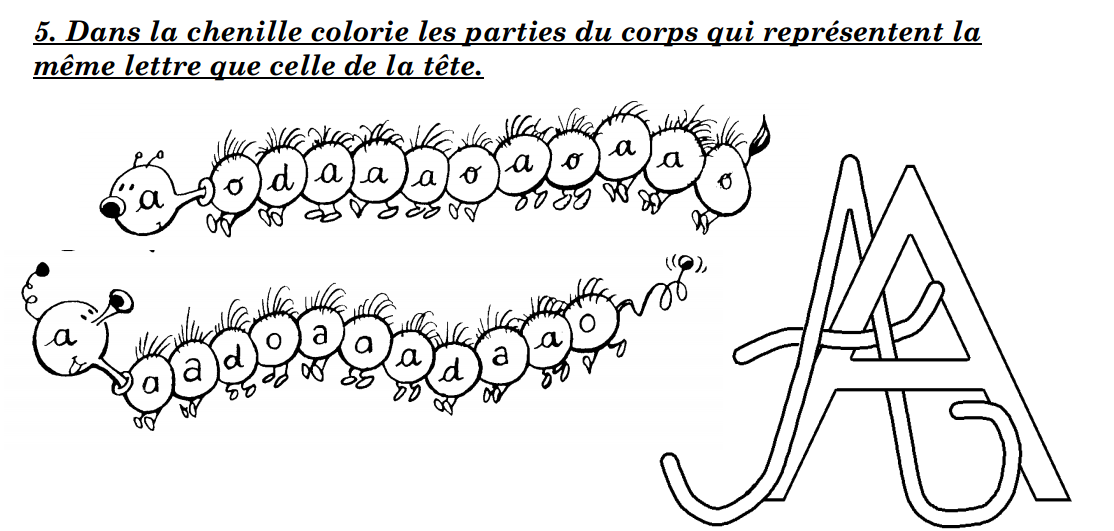 5. Dans la chenille colorie les parties du corps qui représentent la
même lettre que celle de la tête.
a o d a a a o a o a a o
a a a d o a a a d a a o
A A